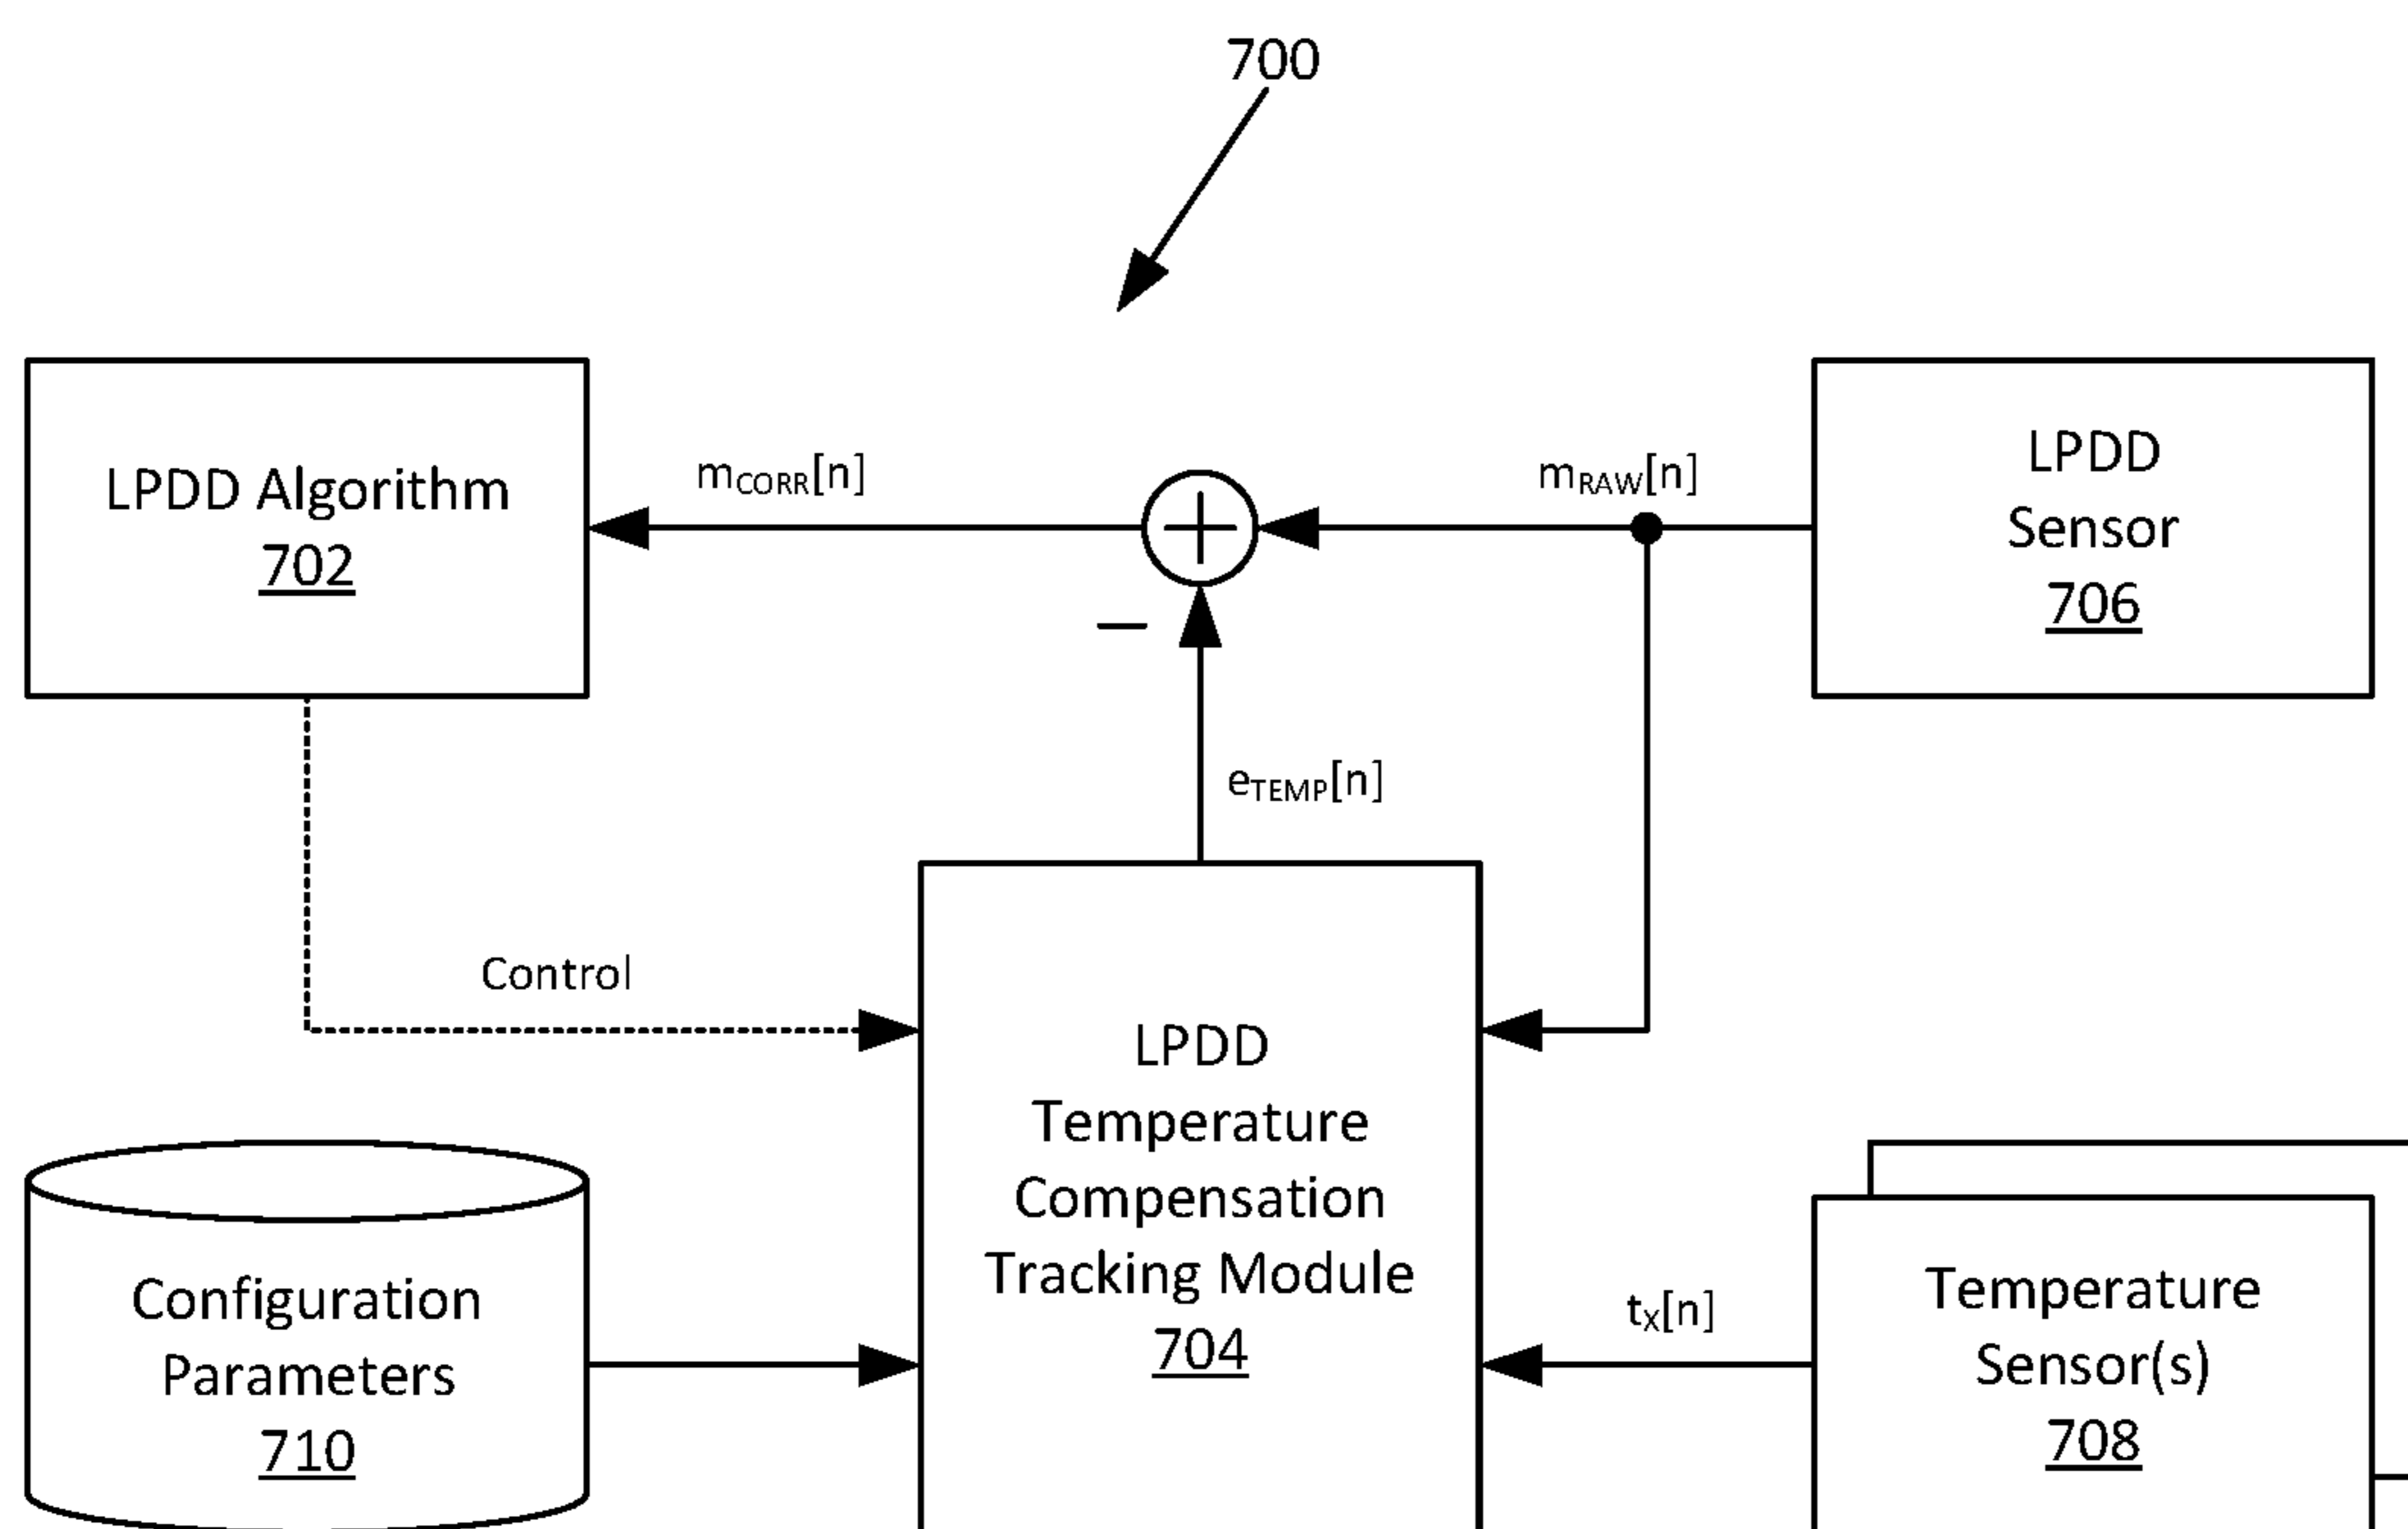 700
LPDD Algorithm
702
mCORR[n]
mRAW[n]
LPDD
Sensor
706
—
eTEMP[n]
Control
LPDD
Temperature
Compensation
Tracking Module
704
Configuration
Parameters
710
tX[n]
Temperature
Sensor(s)
708